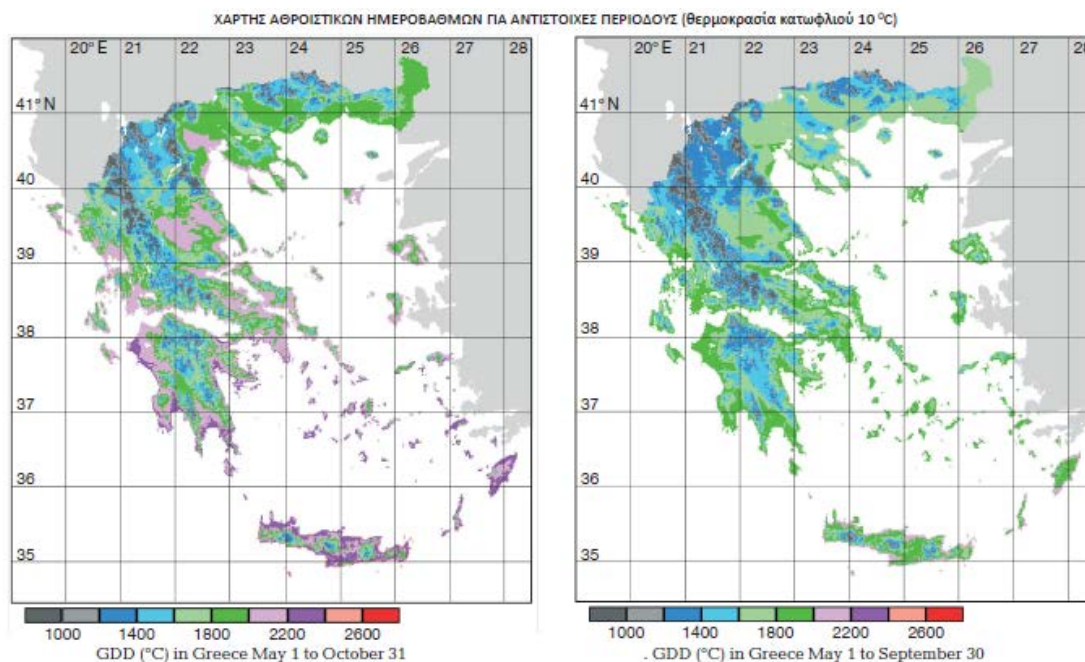 ΧΑΡΤΗΣ ΑΘΡΟΙΣΤΙΚΩΝ ΗΜΕΡΟΒΑΘΜΩΝ ΓΙΑ ΑΝΤΙΣΤΟΙΧΕΣ ΠΕΡΙΟΔΟΥΣ (θερμοκρασία κατωφλιού 10 °C)
20° E 21 22 23 24 25 26 27 28
41° N
40
39
38
37
36
35
1000 1400 1800 2200 2600
GDD (°C) in Greece May 1 to October 31
20° E 21 22 23 24 25 26 27 28
41° N
40
39
38
37
36
35
1000 1400 1800 2200 2600
. GDD (°C) in Greece May 1 to September 30